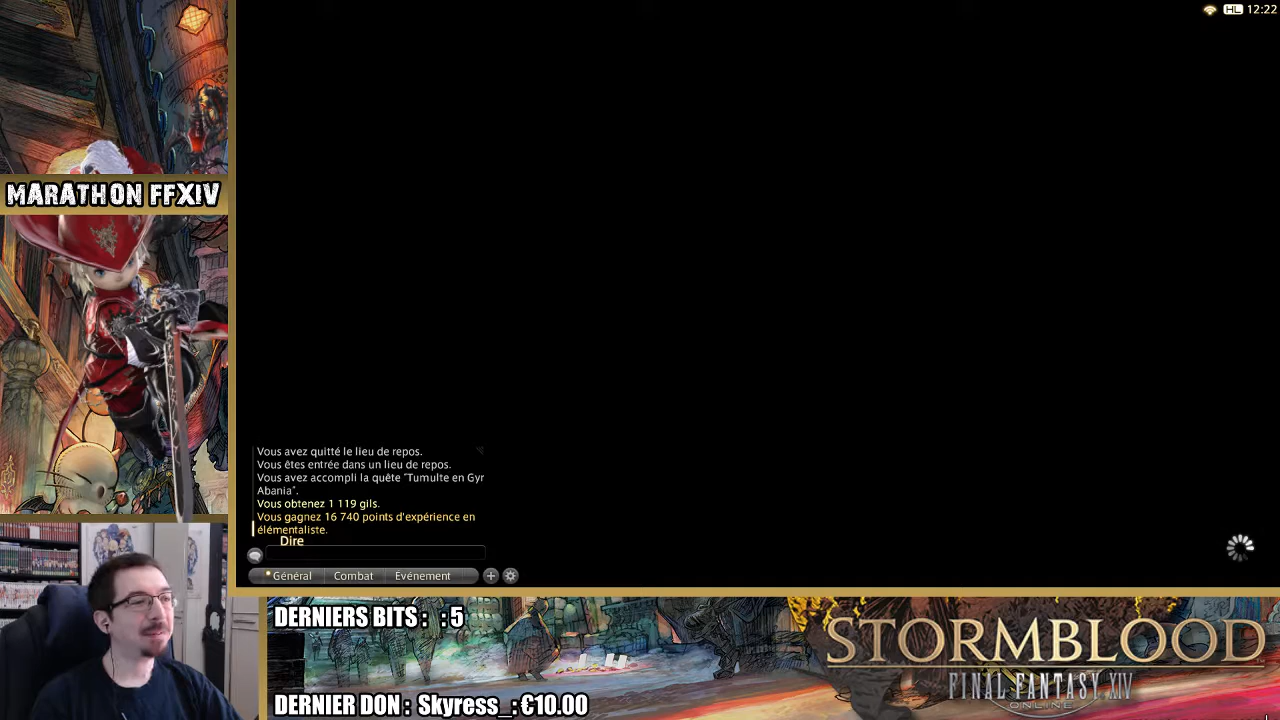 HL 12:22
MARATHON FFXIV
Vous avez quitté le lieu de repos.
Vous êtes entrée dans un lieu de repos.
Vous avez accompli la quête "Tumulte en Gyr
Abania".
Vous obtenez 1 119 gils.
Vous gagnez 16 740 points d'expérience en
élémentaliste.
Dire
Général Combat Evénement
DERNIERS BITS : : 5
STORMBLOOD
FINAL FANTASY XIV
ONLINE
DERNIER DON : Skyress_: €10.00